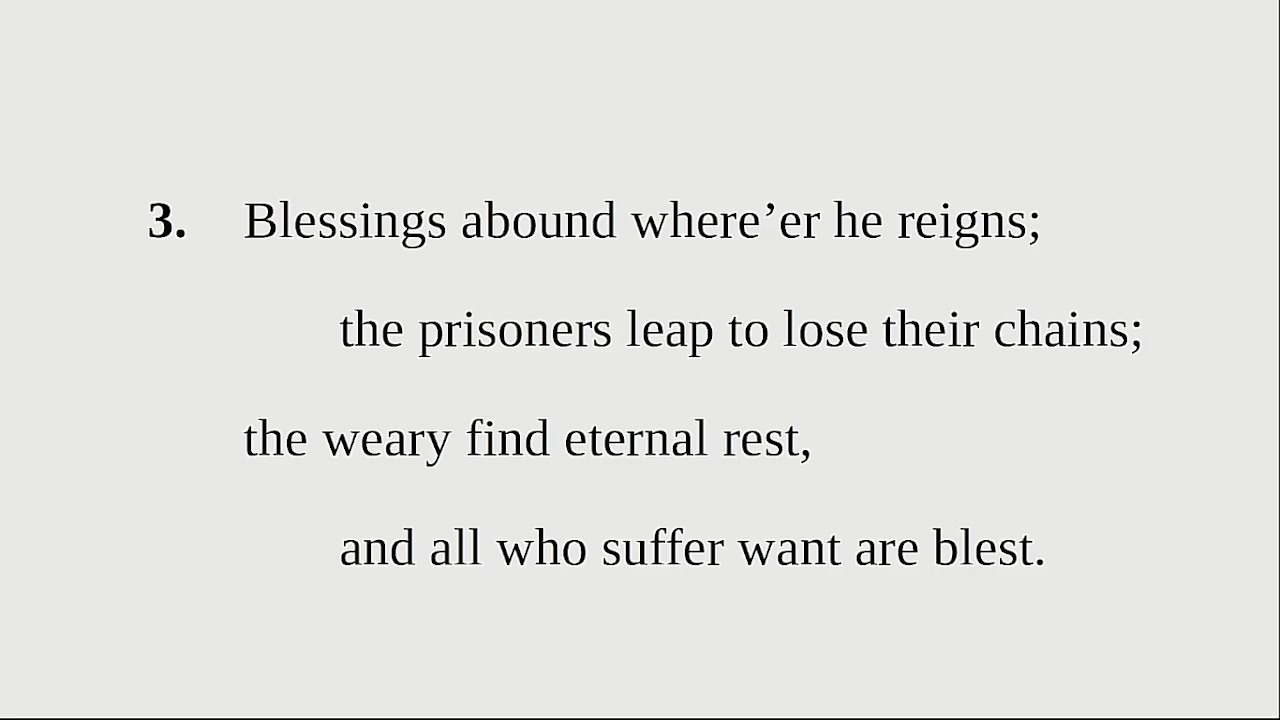 3. Blessings abound where’er he reigns;
the prisoners leap to lose their chains;
the weary find eternal rest,
and all who suffer want are blest.